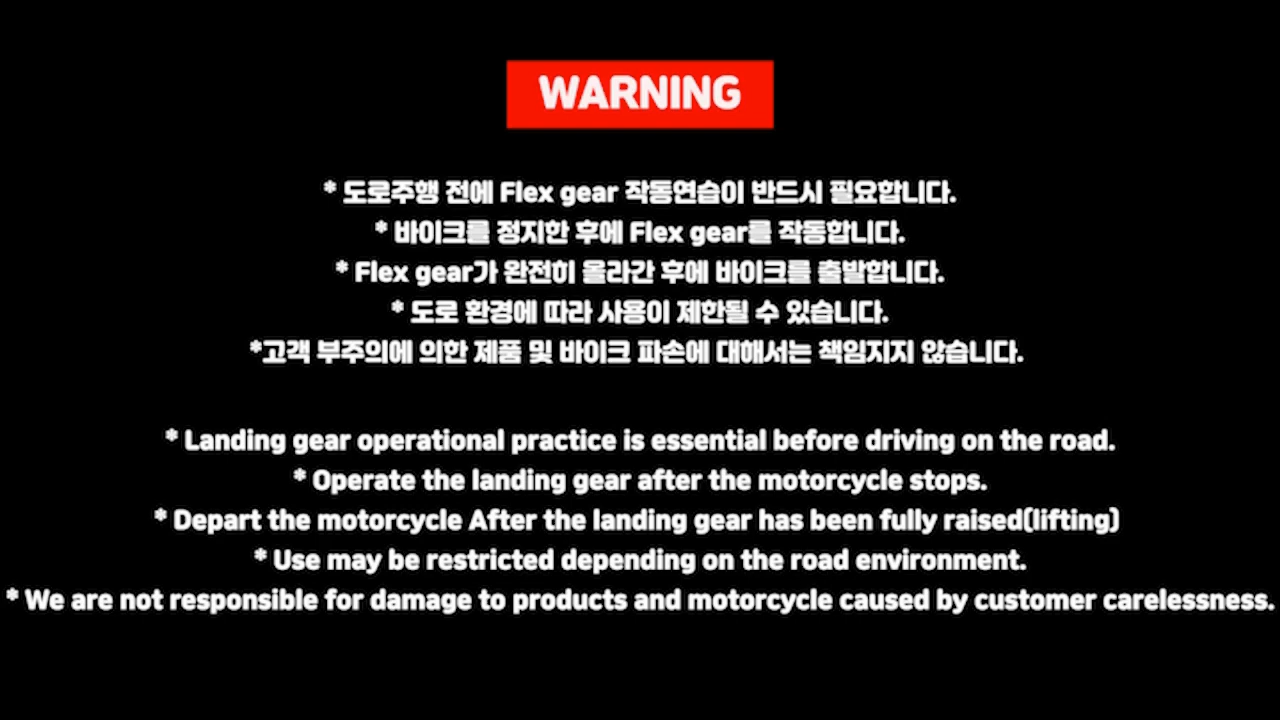 WARNING
* 도로주행 전에 Flex gear 작동연습이 반드시 필요합니다.
* 바이크를 정지한 후에 Flex gear를 작동합니다.
* Flex gear가 완전히 올라간 후에 바이크를 출발합니다.
* 도로 환경에 따라 사용이 제한될 수 있습니다.
*고객 부주의에 의한 제품 및 바이크 파손에 대해서는 책임지지 않습니다.
* Landing gear operational practice is essential before driving on the road.
* Operate the landing gear after the motorcycle stops.
* Depart the motorcycle After the landing gear has been fully raised(lifting)
* Use may be restricted depending on the road environment.
* We are not responsible for damage to products and motorcycle caused by customer carelessness.